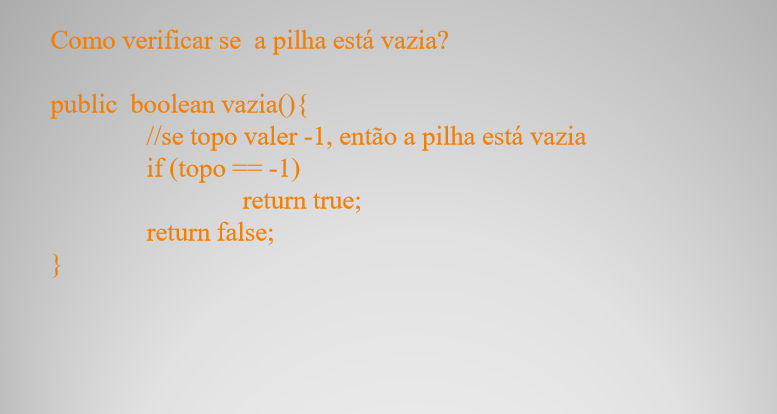 Como verificar se  a pilha está vazia?
public  boolean vazia(){
//se topo valer -1, então a pilha está vazia
if (topo == -1)
return true;
return false;
}